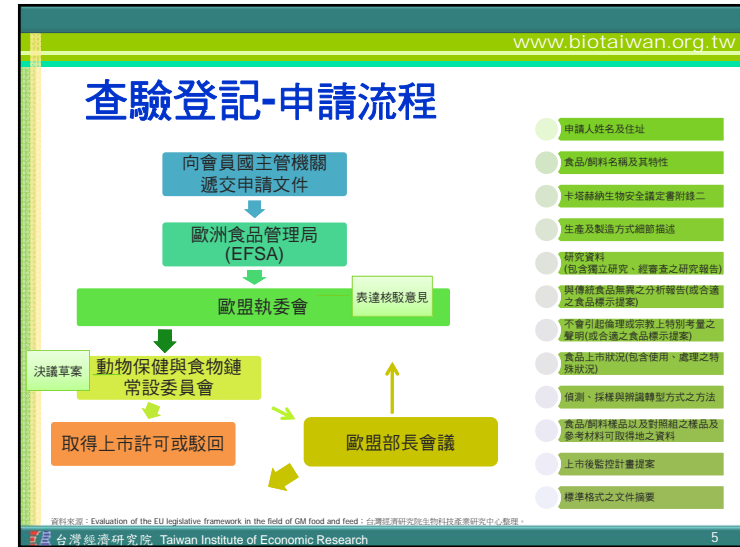 www.biotaiwan.org.tw
查驗登記-申請流程
向會員國主管機關
遞交申請文件
歐洲食品管理局
(EFSA)
歐盟執委會
表達核駁意見
決議草案
動物保健與食物鏈
常設委員會
取得上市許可或駁回
歐盟部長會議
申請人姓名及住址
食品/飼料名稱及其特性
卡塔赫納生物安全議定書附錄二
生產及製造方式細節描述
研究資料
(包含獨立研究、經審查之研究報告)
與傳統食品無異之分析報告(或合適
之食品標示提案)
不會引起倫理或宗教上特別考量之
聲明(或合適之食品標示提案)
食品上市狀況(包含使用、處理之特
殊狀況)
偵測、採樣與辨識轉型方式之方法
食品/飼料樣品以及對照組之樣品及
參考材料可取得地之資料
上市後監控計畫提案
標準格式之文件摘要
資料來源：Evaluation of the EU legislative framework in the field of GM food and feed；台灣經濟研究院生物科技產業研究中心整理。
台灣經濟研究院 Taiwan Institute of Economic Research
5